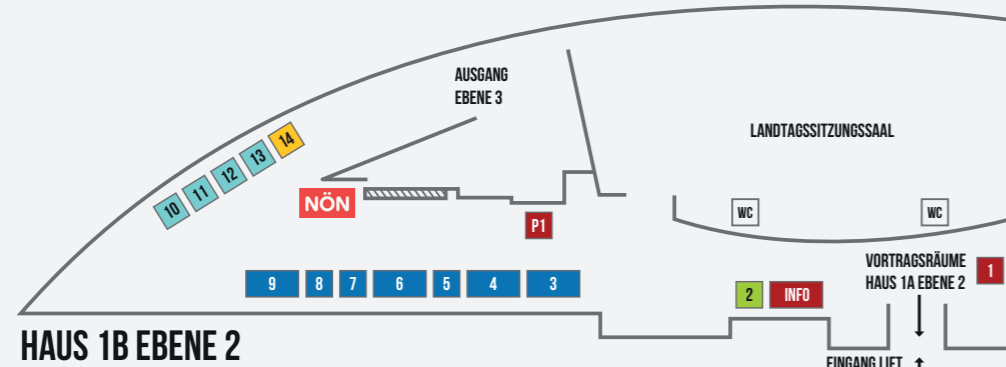 AUSGANG
EBENE 3
LANDTAGSSITZUNGSSAAL
14
13
12
11
10
NÖN
P1
WC
WC
VORTRAGSRÄUME
HAUS 1A EBENE 2
1
9
8
7
6
5
4
3
2
INFO
HAUS 1B EBENE 2
EINGANG LIFT